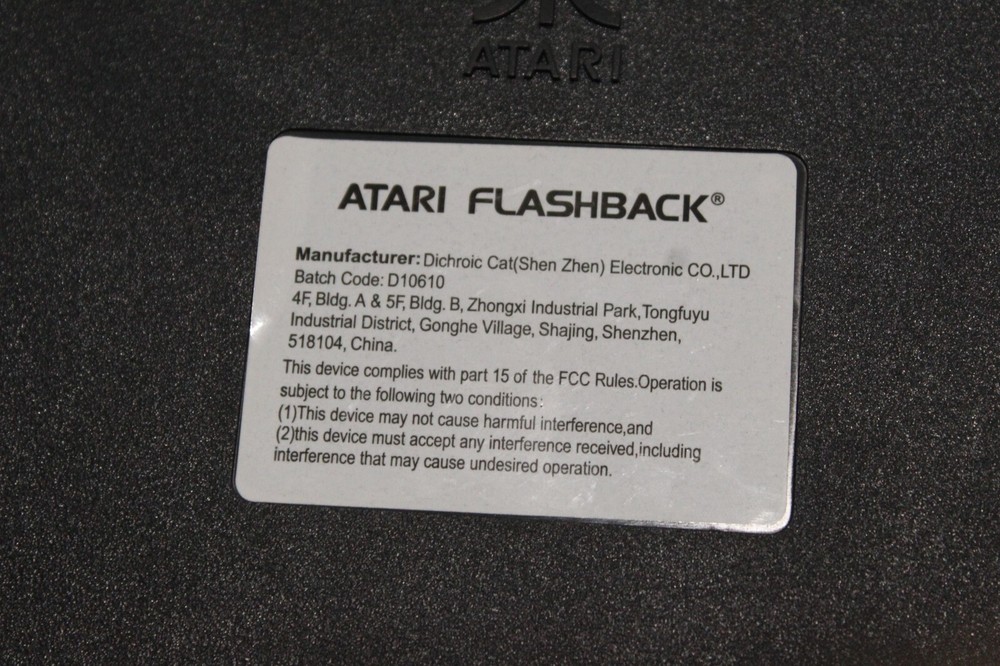 ATARI
ATARI FLASHBACK®
Manufacturer: Dichroic Cat(Shen Zhen) Electronic CO.,LTD
Batch Code: D10610
4F, Bldg. A & 5F, Bldg. B, Zhongxi Industrial Park,Tongfuyu
Industrial District, Gonghe Village, Shajing, Shenzhen,
518104, China.
This device complies with part 15 of the FCC Rules.Operation is
subject to the following two conditions:
(1)This device may not cause harmful interference,and
(2)this device must accept any interference received,including
interference that may cause undesired operation.